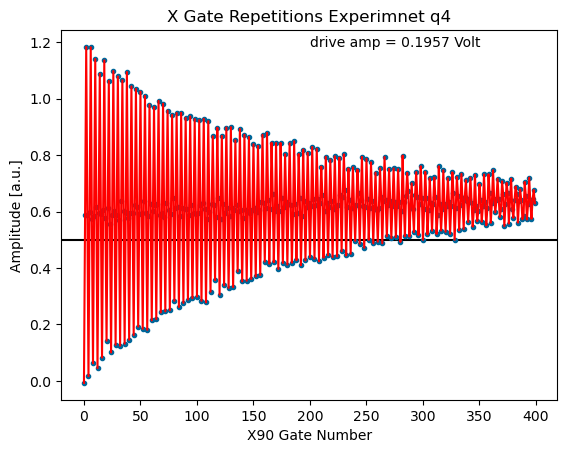 X Gate Repetitions Experimnet q4
drive amp = 0.1957 Volt
Amplitude [a.u.]
1.2
1.0
0.8
0.6
0.4
0.2
0.0
0 50 100 150 200 250 300 350 400
X90 Gate Number